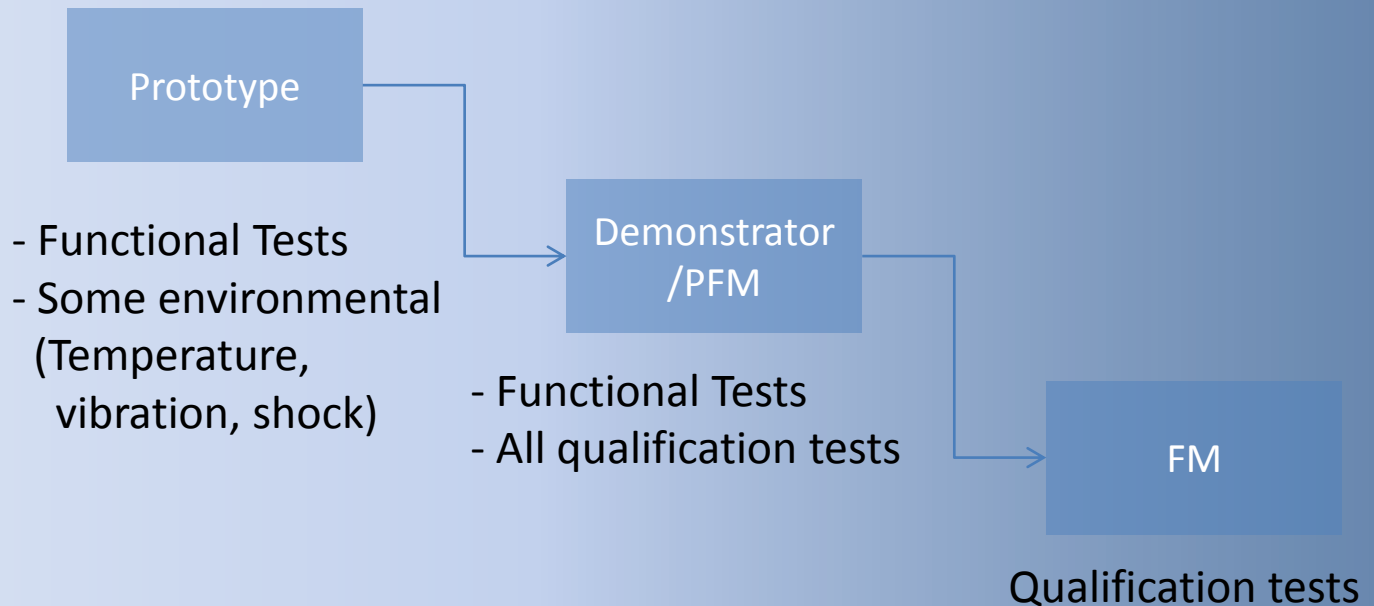 Prototype
- Functional Tests
- Some environmental
(Temperature,
vibration, shock)
Demonstrator
/PFM
- Functional Tests
- All qualification tests
FM
Qualification tests